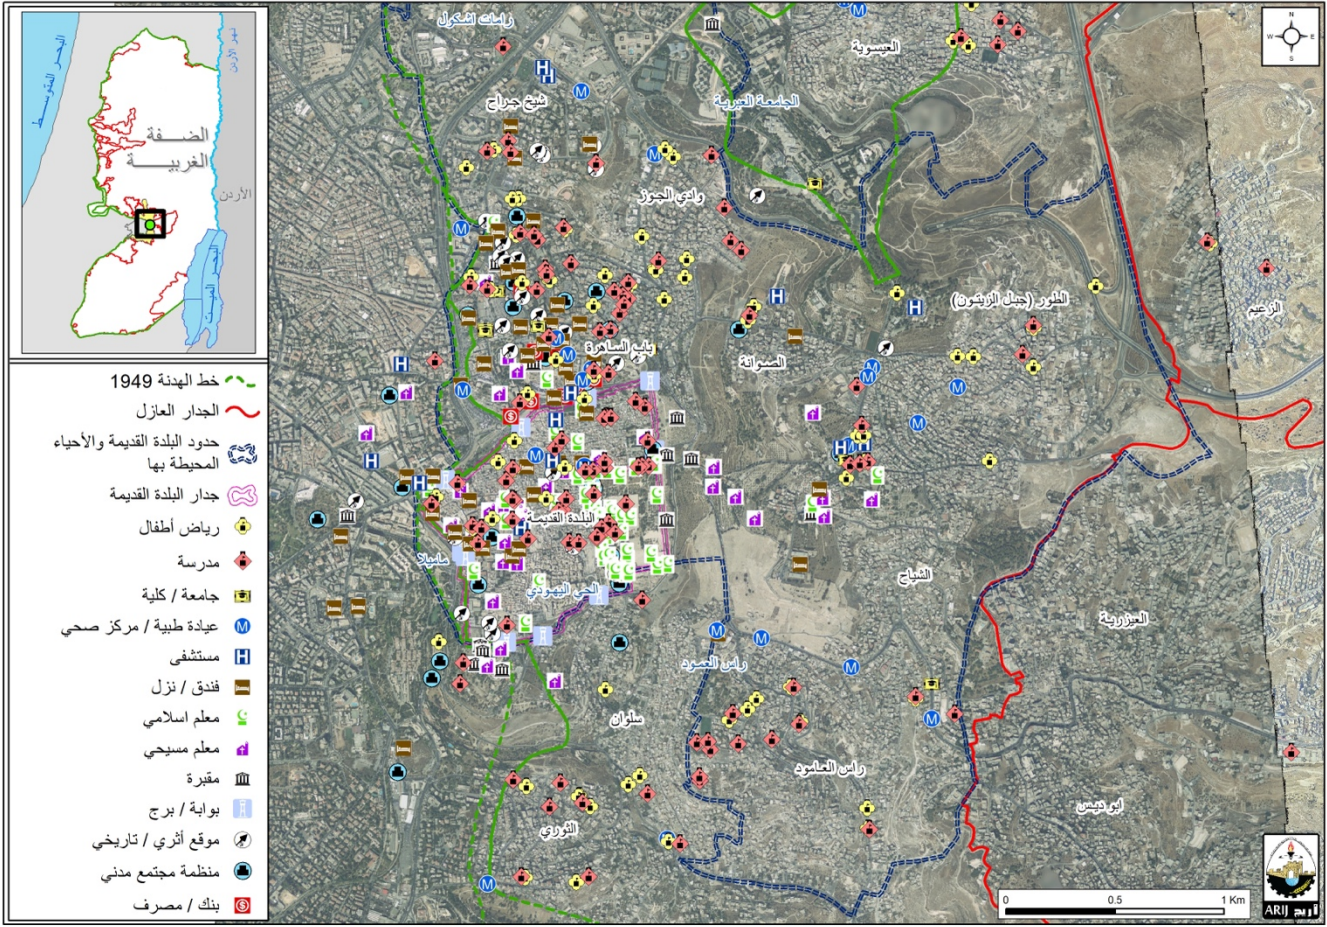 البحر المتوسط
نهر الأردن
الضفة
الغربية
الأردن
البحر الميت
خط الهدنة 1949
الجدار العازل
حدود البلدة القديمة والأحياء
المحيطة بها
جدار البلدة القديمة
رياض أطفال
مدرسة
جامعة / كلية
عيادة طبية / مركز صحي
مستشفى
فندق / نزل
معلم اسلامي
معلم مسيحي
مقبرة
بوابة / برج
موقع أثري / تاريخي
منظمة مجتمع مدني
بنك / مصرف
رامات اشكول
العيسوية
شيخ جراح
الجامعة العبرية
وادي الجوز
الطور (جبل الزيتون)
الزعيم
باب الساهرة
الصوانة
البلدة القديمة
ماميلا
الحي اليهودي
الشياح
العيزرية
راس العمود
سلوان
راس العامود
ابو ديس
الثوري
N
W E
S
0 0.5 1 Km
ARIJ أريج